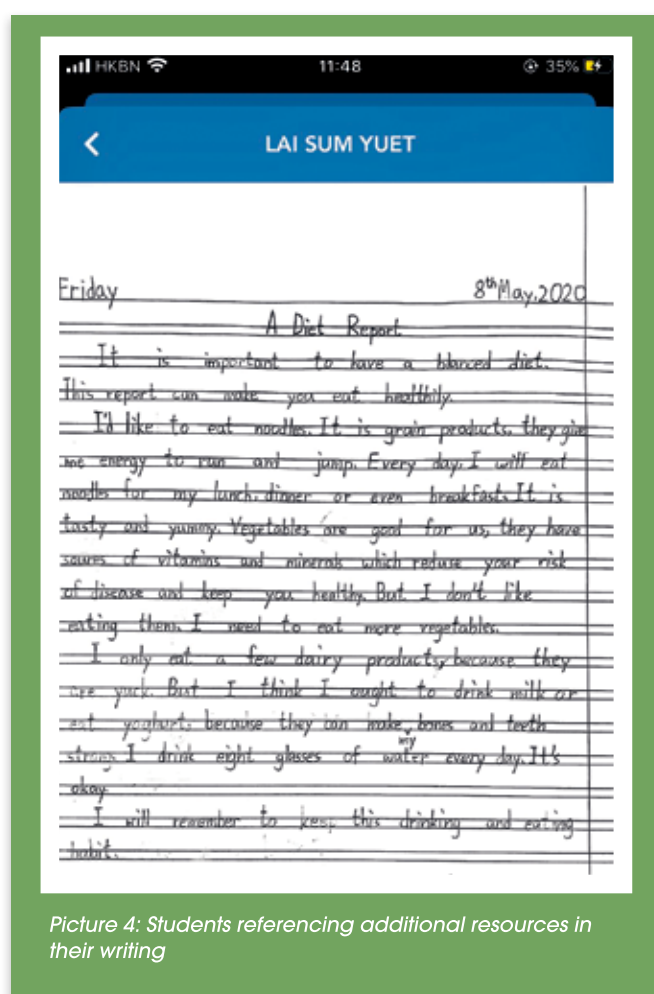 HKBN 11:48 35%
LAI SUM YUET
Friday 8th May,2020
A Diet Report
It is important to have a blanced diet.
This report can make you eat healthily.
I'd like to eat noodles. It is grain products, they give
me energy to run and jump. Every day, I will eat
noodles for my lunch, dinner or even breakfast. It is
tasty and yummy. Vegetables are good for us, they have
soures of vitamins and minerals which reduse your risk
of disease and keep you healthy. But I don't like
eating them. I need to eat more vegetables.
I only eat a few dairy products, because they
are yuck. But I think I ought to drink milk or
eat yoghurt, because they can make my bones and teeth
strong. I drink eight glasses of water every day. It's
okay.
I will remember to keep this drinking and eating
habit.
Picture 4: Students referencing additional resources in
their writing